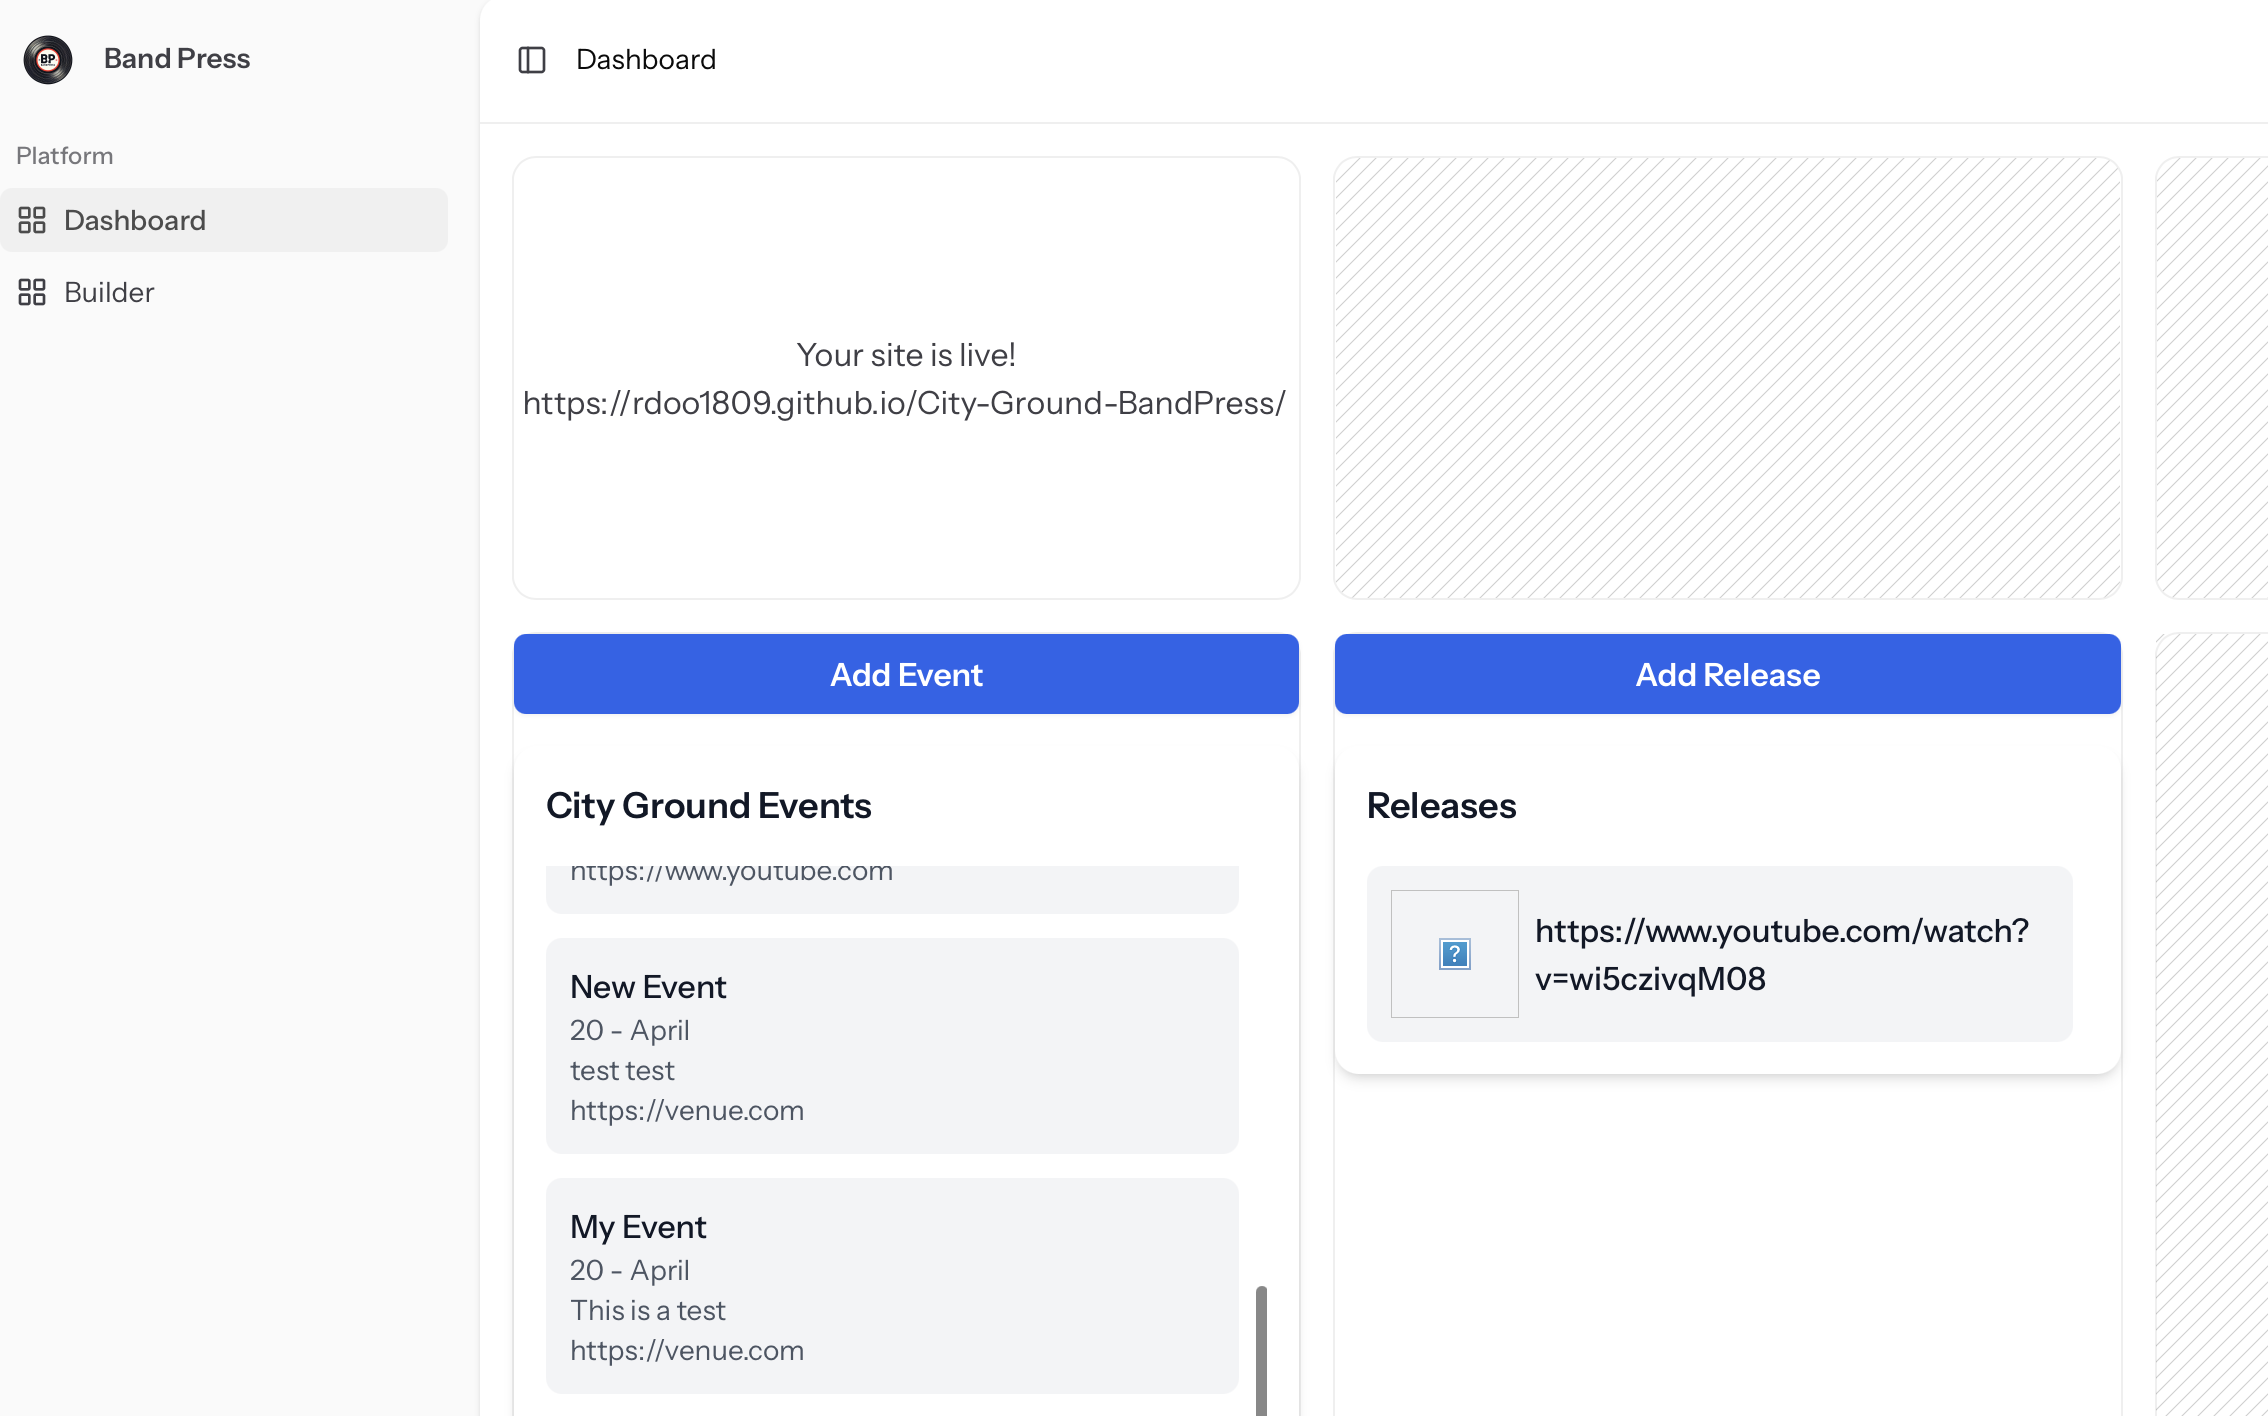 BP
Band Press
Dashboard
Platform
Dashboard
Builder
Your site is live!
https://rdoo1809.github.io/City-Ground-BandPress/
Add Event
Add Release
City Ground Events
Releases
https://www.youtube.com
New Event
20 - April
test test
https://venue.com
My Event
20 - April
This is a test
https://venue.com
?
https://www.youtube.com/watch?
v=wi5czivqM08